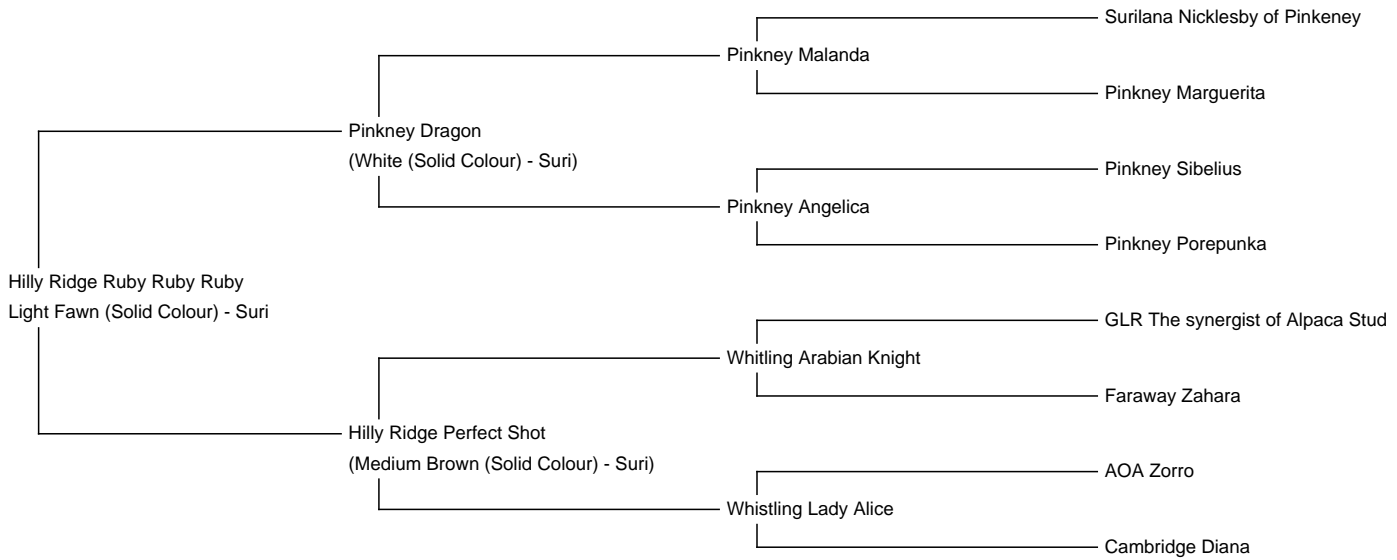 Surilana Nicklesby of Pinkeney
Pinkney Malanda
Pinkney Marguerita
Pinkney Dragon
(White (Solid Colour) - Suri)
Pinkney Sibelius
Pinkney Angelica
Pinkney Porepunka
Hilly Ridge Ruby Ruby Ruby
Light Fawn (Solid Colour) - Suri
GLR The synergist of Alpaca Stud
Whitling Arabian Knight
Faraway Zahara
Hilly Ridge Perfect Shot
(Medium Brown (Solid Colour) - Suri)
AOA Zorro
Whistling Lady Alice
Cambridge Diana